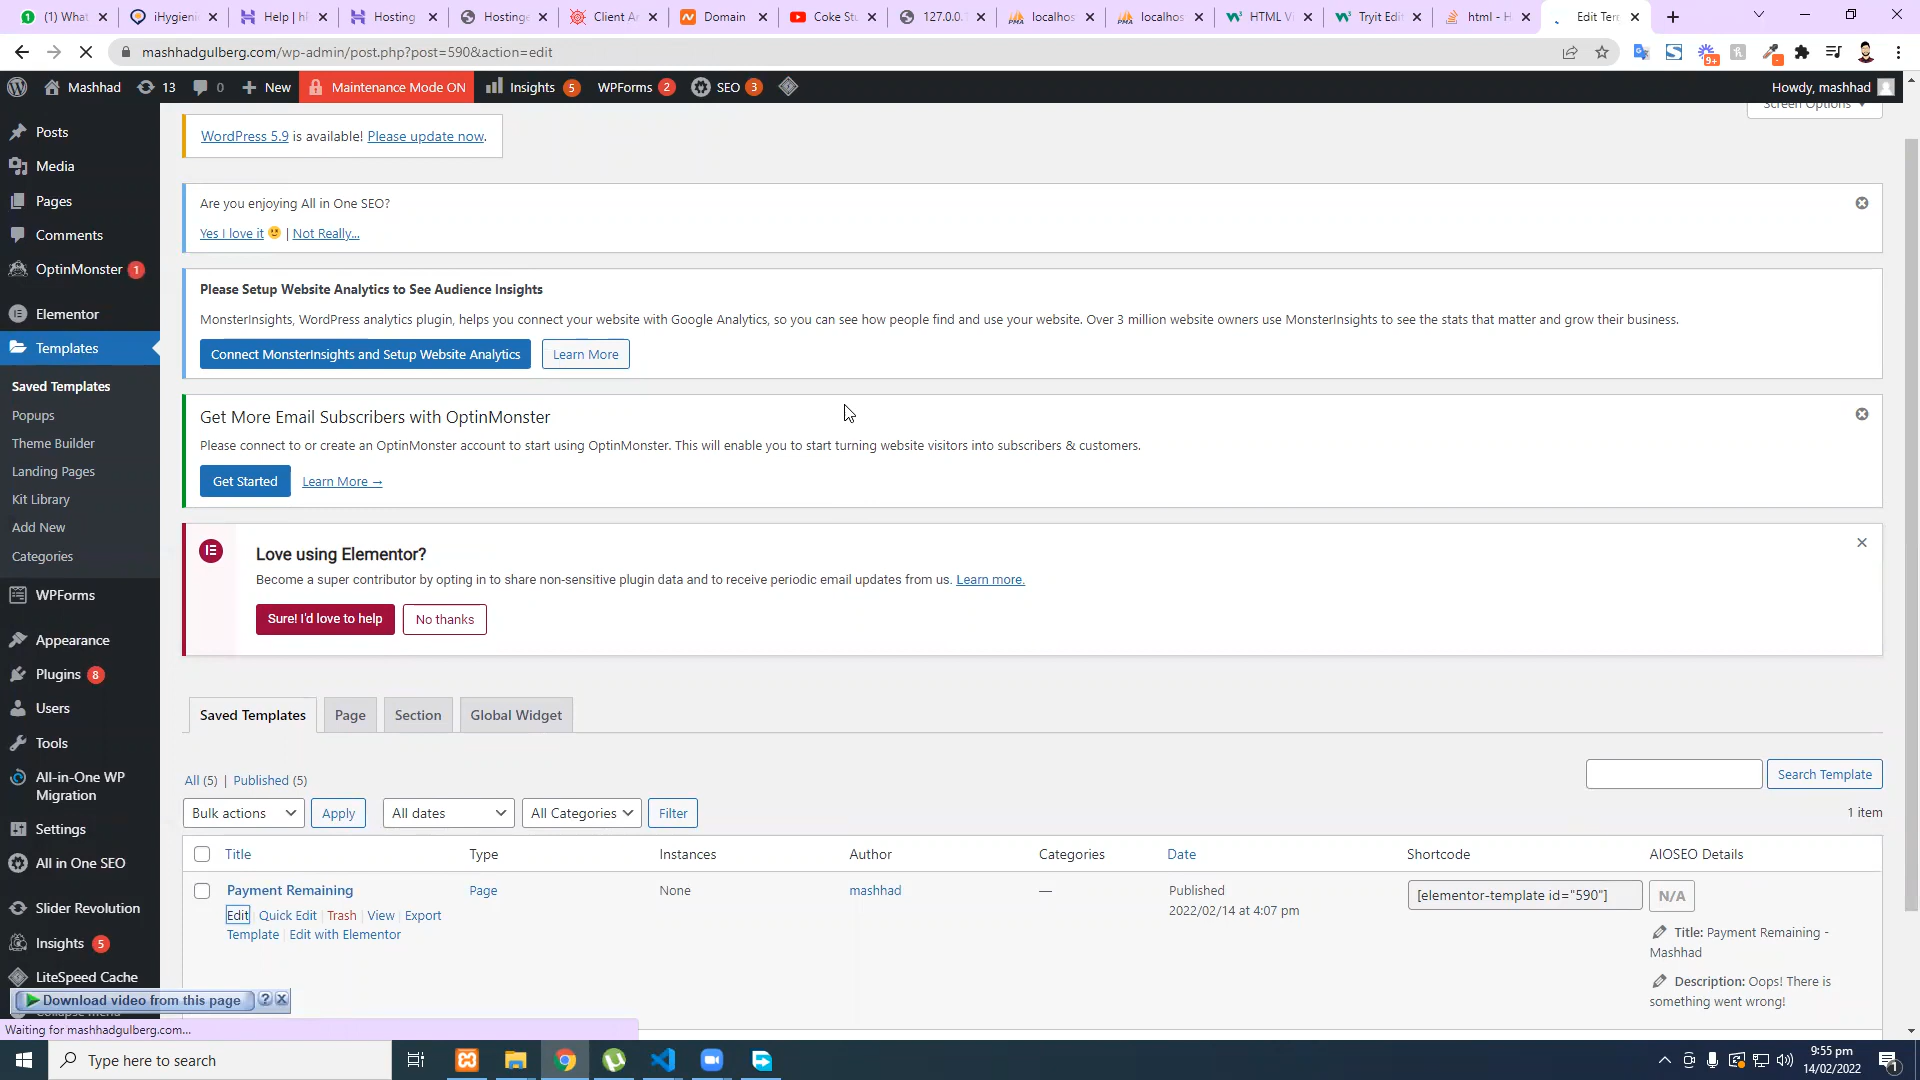 (1) What
iHygieni
Help | hl
Hosting
Hostinge
Client Ar
Domain
Coke Stu
127.0.0.
localhos
localhos
HTML Vi
Tryit Edit
html - H
Edit Tem
mashhadgulberg.com/wp-admin/post.php?post=590&action=edit
9+
Mashhad
13
0
New
Maintenance Mode ON
Insights 5
WPForms 2
SEO 3
Howdy, mashhad
Screen Options
Posts
Media
Pages
Comments
OptinMonster 1
Elementor
Templates
Saved Templates
Popups
Theme Builder
Landing Pages
Kit Library
Add New
Categories
WPForms
Appearance
Plugins 8
Users
Tools
All-in-One WP
Migration
Settings
All in One SEO
Slider Revolution
Insights 5
LiteSpeed Cache
Collapse menu
WordPress 5.9 is available! Please update now.
Are you enjoying All in One SEO?
Yes I love it 🙂 | Not Really...
Please Setup Website Analytics to See Audience Insights
MonsterInsights, WordPress analytics plugin, helps you connect your website with Google Analytics, so you can see how people find and use your website. Over 3 million website owners use MonsterInsights to see the stats that matter and grow their business.
Connect MonsterInsights and Setup Website Analytics
Learn More
Get More Email Subscribers with OptinMonster
Please connect to or create an OptinMonster account to start using OptinMonster. This will enable you to start turning website visitors into subscribers & customers.
Get Started
Learn More →
Love using Elementor?
Become a super contributor by opting in to share non-sensitive plugin data and to receive periodic email updates from us. Learn more.
Sure! I'd love to help
No thanks
Saved Templates
Page
Section
Global Widget
All (5) | Published (5)
Search Template
Bulk actions
Apply
All dates
All Categories
Filter
1 item
Title
Type
Instances
Author
Categories
Date
Shortcode
AIOSEO Details
Payment Remaining
Edit | Quick Edit | Trash | View | Export
Template | Edit with Elementor
Page
None
mashhad
—
Published
2022/02/14 at 4:07 pm
[elementor-template id="590"]
N/A
Title: Payment Remaining -
Mashhad
Description: Oops! There is
something went wrong!
Download video from this page
?
Waiting for mashhadgulberg.com...
Type here to search
9:55 pm
14/02/2022
1